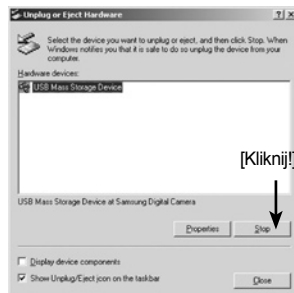 Unplug or Eject Hardware
Select the device you want to unplug or eject, and then click Stop. When
Windows notifies you that it is safe to do so unplug the device from your
computer.
Hardware devices:
USB Mass Storage Device
[Kliknij!]
USB Mass Storage Device at Samsung Digital Camera
Properties
Stop
Display device components
Show Unplug/Eject icon on the taskbar
Close